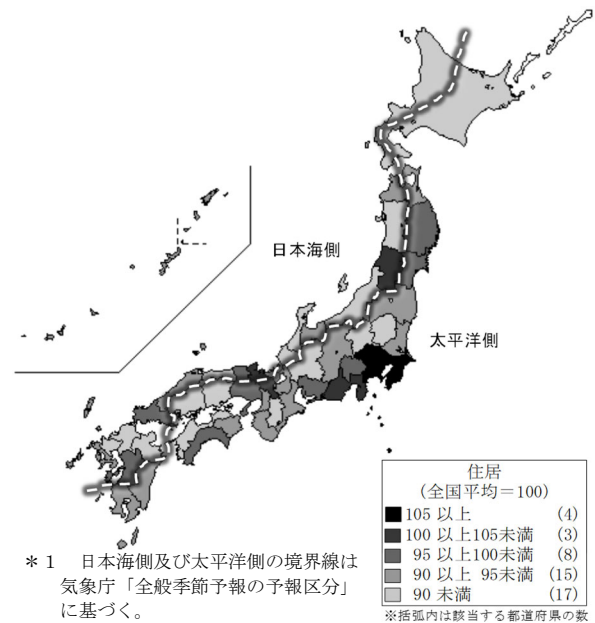 日本海側
太平洋側
住居
(全国平均=100)
105 以上 (4)
100 以上105未満 (3)
95 以上100未満 (8)
90 以上 95未満 (15)
90 未満 (17)
※括弧内は該当する都道府県の数
*1 日本海側及び太平洋側の境界線は
気象庁「全般季節予報の予報区分」
に基づく。